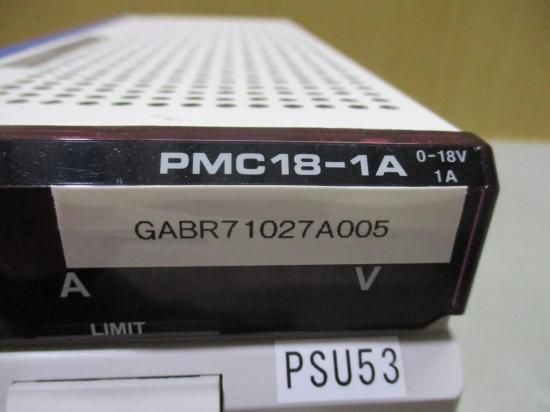 PMC18-1A 0-18V
1A
GABR71027A005
A V
LIMIT
PSU53